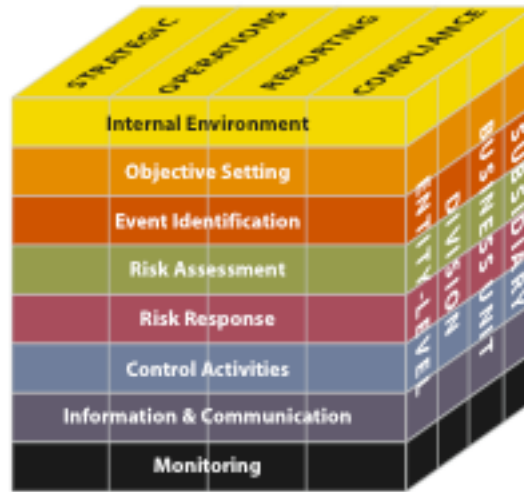 STRATEGIC
OPERATIONS
REPORTING
COMPLIANCE
Internal Environment
Objective Setting
Event Identification
Risk Assessment
Risk Response
Control Activities
Information & Communication
Monitoring
ENTITY-LEVEL
DIVISION
BUSINESS UNIT
SUBSIDIARY